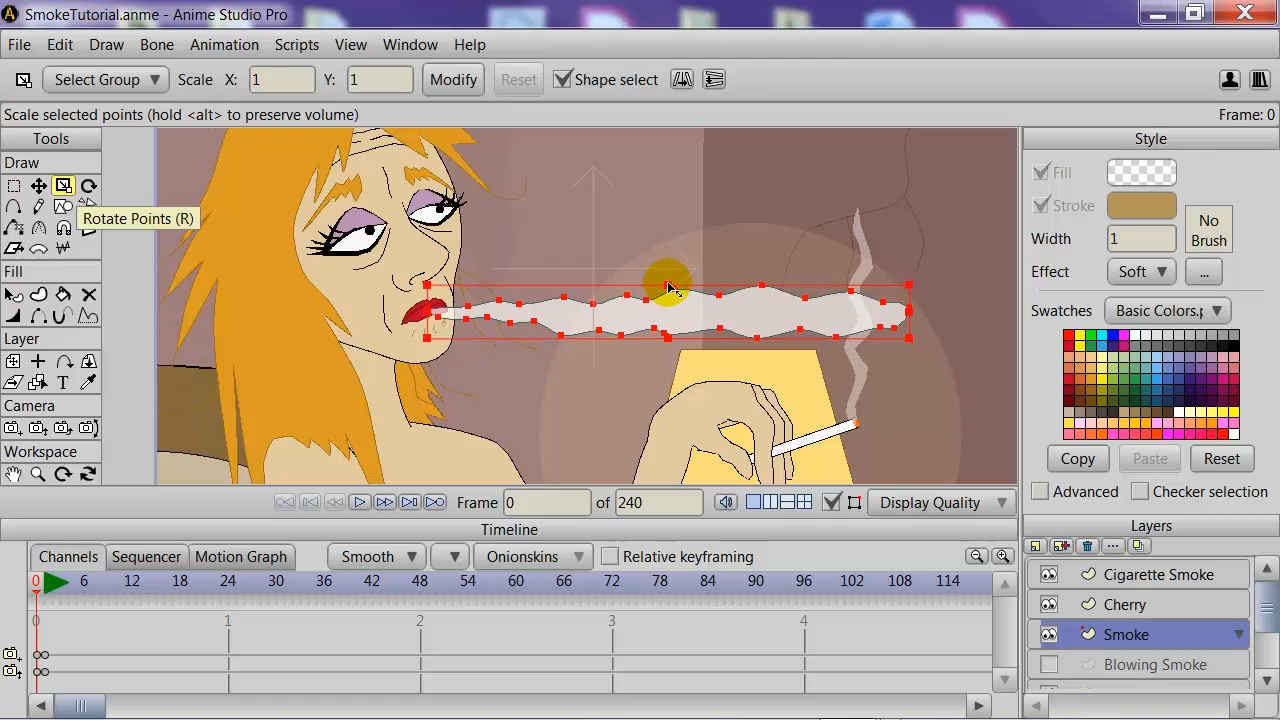 SmokeTutorial.anme - Anime Studio Pro
File Edit Draw Bone Animation Scripts View Window Help
Select Group Scale X: 1 Y: 1 Modify Reset Shape select
Scale selected points (hold <alt> to preserve volume) Frame: 0
Tools
Draw
Rotate Points (R)
Fill
Layer
Camera
Workspace
Style
Fill
Stroke
No
Brush
Width 1
Effect Soft ...
Swatches Basic Colors.p
Copy Paste Reset
Advanced Checker selection
Frame 0 of 240 Display Quality
Timeline
Channels Sequencer Motion Graph Smooth Onionskins Relative keyframing
0 6 12 18 24 30 36 42 48 54 60 66 72 78 84 90 96 102 108 114
0 1 2 3 4
Layers
Cigarette Smoke
Cherry
Smoke
Blowing Smoke